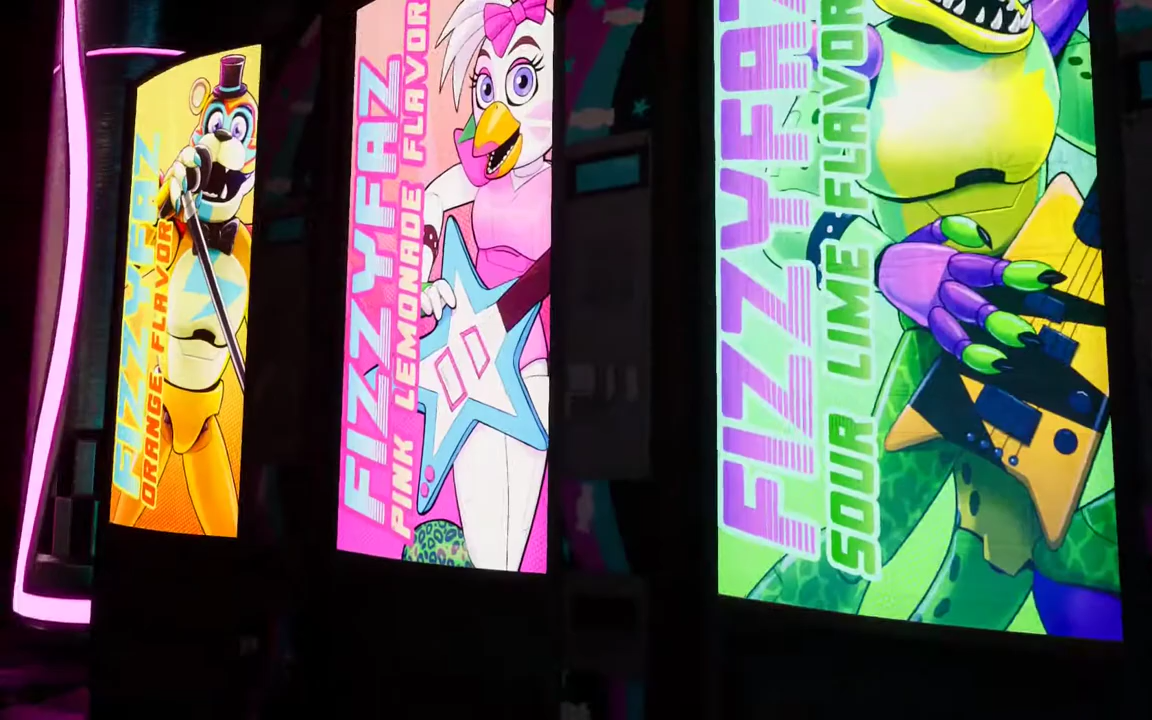 FIZZYFAZ
ORANGE FLAVOR
FIZZYFAZ
PINK LEMONADE FLAVOR
FIZZYFAZ
SOUR LIME FLAVOR